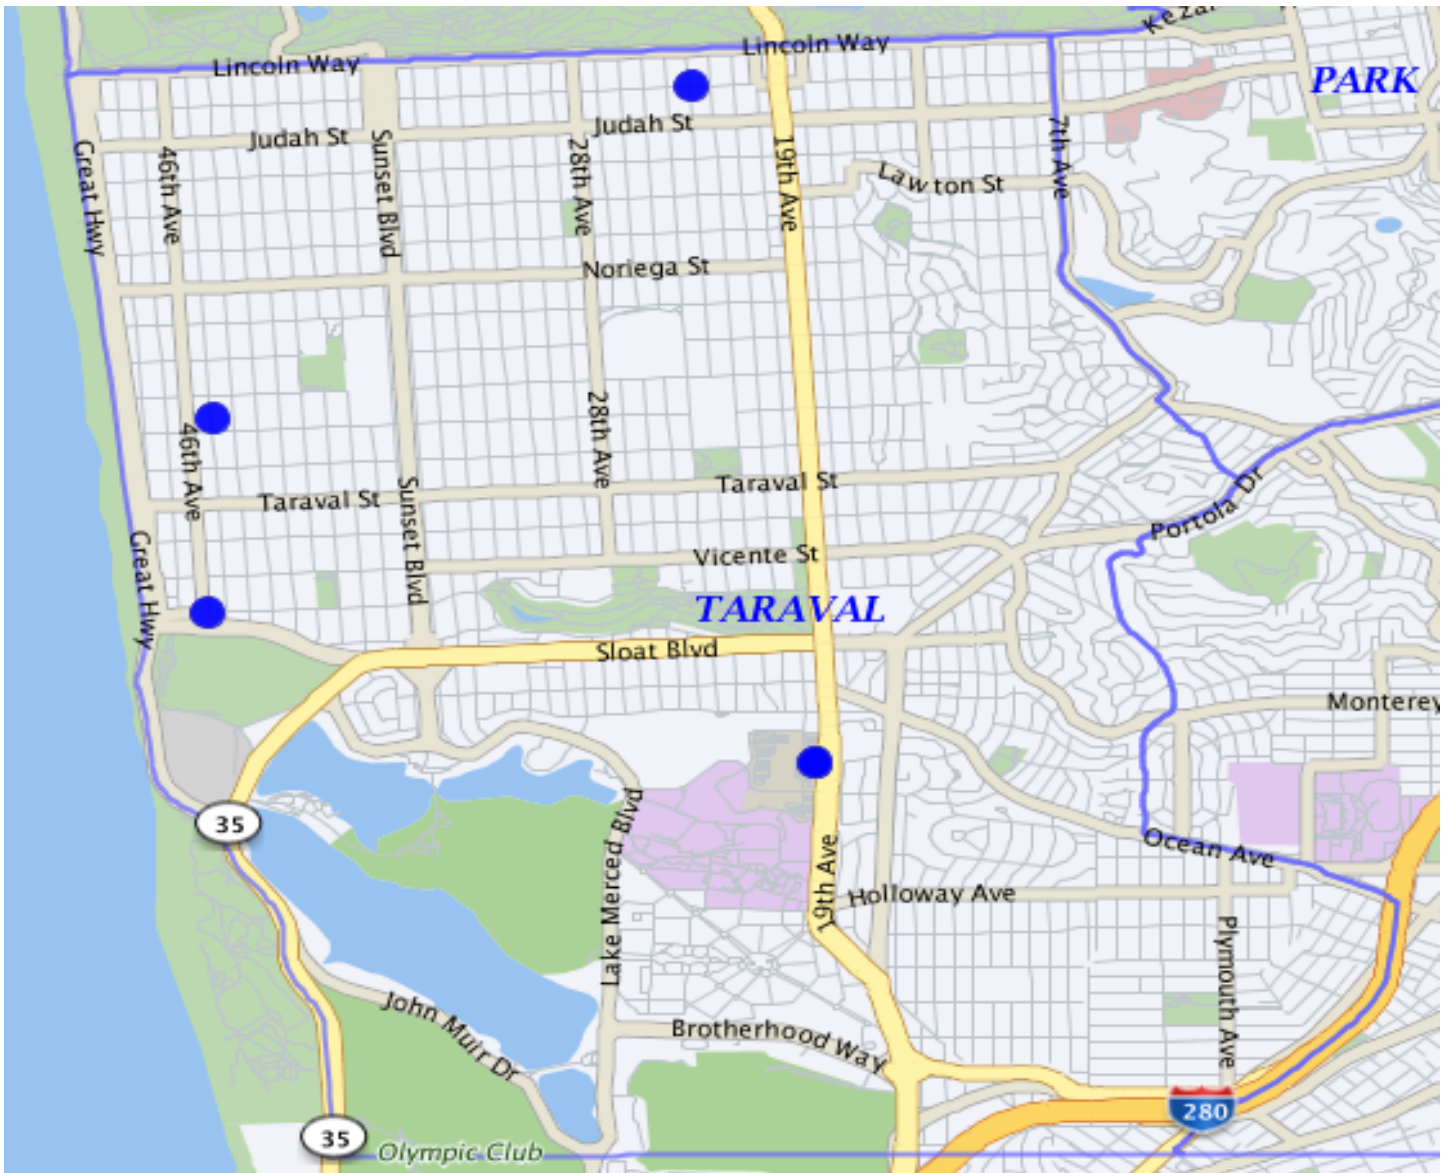 Kezar
Lincoln Way
Lincoln Way
PARK
Judah St
Judah St
Great Hwy
46th Ave
Sunset Blvd
28th Ave
19th Ave
7th Ave
Lawton St
Noriega St
28th Ave
46th Ave
Taraval St
Taraval St
Sunset Blvd
Portola Dr
Great Hwy
Vicente St
TARAVAL
Sloat Blvd
Monterey
35
Lake Merced Blvd
19th Ave
Ocean Ave
Holloway Ave
Plymouth Ave
John Muir Dr
Brotherhood Way
280
35
Olympic Club